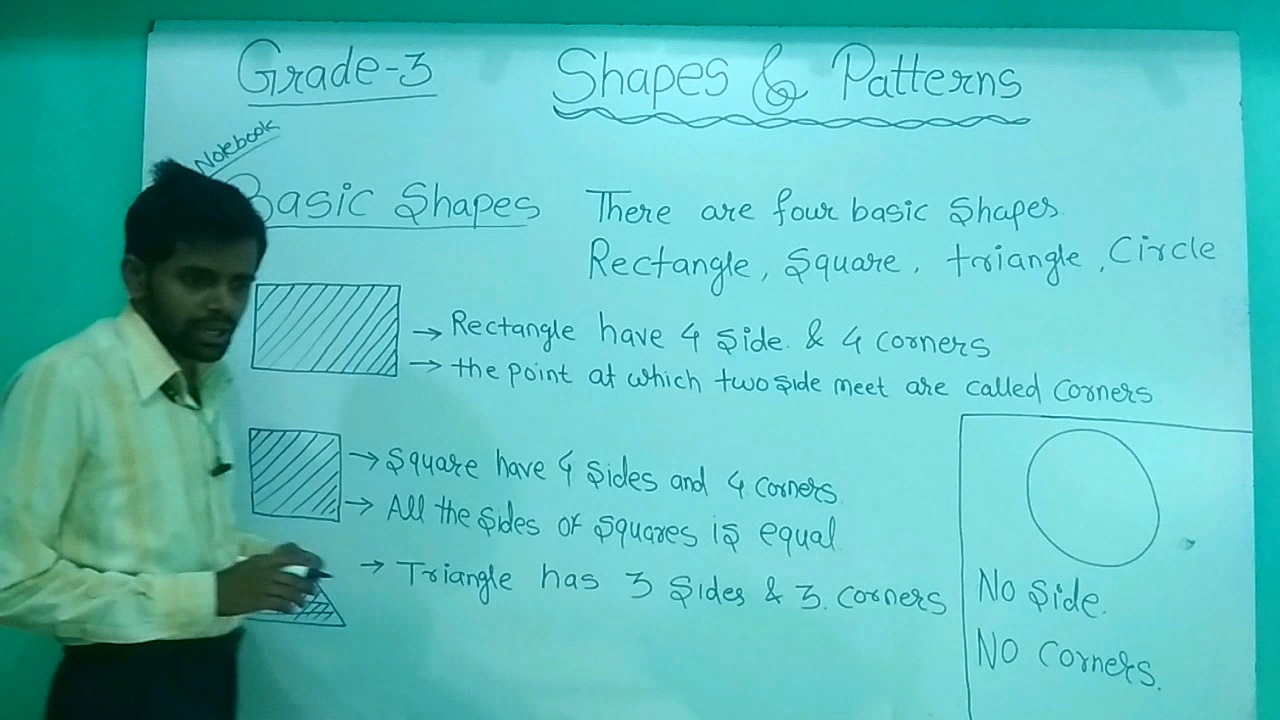 Grade-3
Shapes & Patterns
Notebook
Basic Shapes
There are four basic Shapes
Rectangle, Square, triangle, Circle
→ Rectangle have 4 Side & 4 corners
→ the point at which two side meet are called Corners
→ Square have 4 Sides and 4 corners
→ All the Sides of Squares is equal
→ Triangle has 3 Sides & 3 corners
No Side.
No Corners.